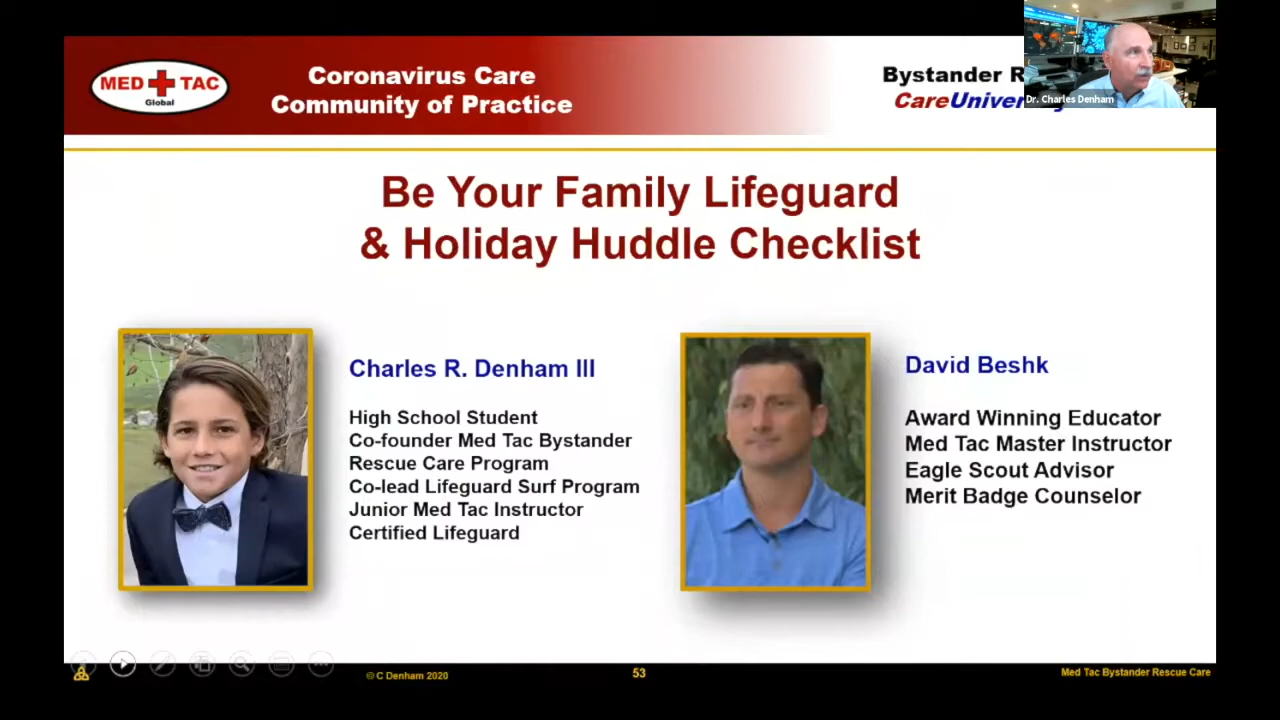 MED TAC
Global
Coronavirus Care
Community of Practice
Bystander R
CareUniver
Dr. Charles Denham
Be Your Family Lifeguard
& Holiday Huddle Checklist
Charles R. Denham III
High School Student
Co-founder Med Tac Bystander
Rescue Care Program
Co-lead Lifeguard Surf Program
Junior Med Tac Instructor
Certified Lifeguard
David Beshk
Award Winning Educator
Med Tac Master Instructor
Eagle Scout Advisor
Merit Badge Counselor
© C Denham 2020
53
Med Tac Bystander Rescue Care